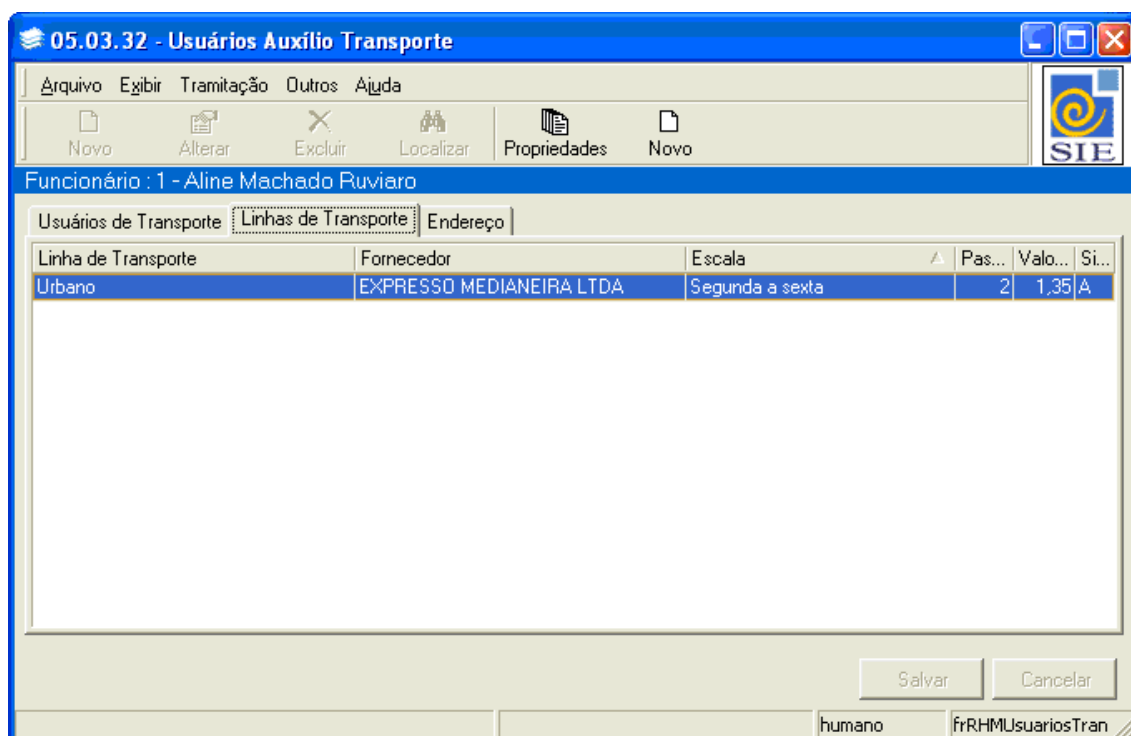 05.03.32 - Usuários Auxílio Transporte
Arquivo Exibir Tramitação Outros Ajuda
Novo Alterar Excluir Localizar Propriedades Novo
SIE
Funcionário : 1 - Aline Machado Ruviaro
Usuários de Transporte Linhas de Transporte Endereço
Linha de Transporte Fornecedor Escala Pas... Valo... Si...
Urbano EXPRESSO MEDIANEIRA LTDA Segunda a sexta 2 1,35 A
Salvar Cancelar
humano frRHMUsuariosTran